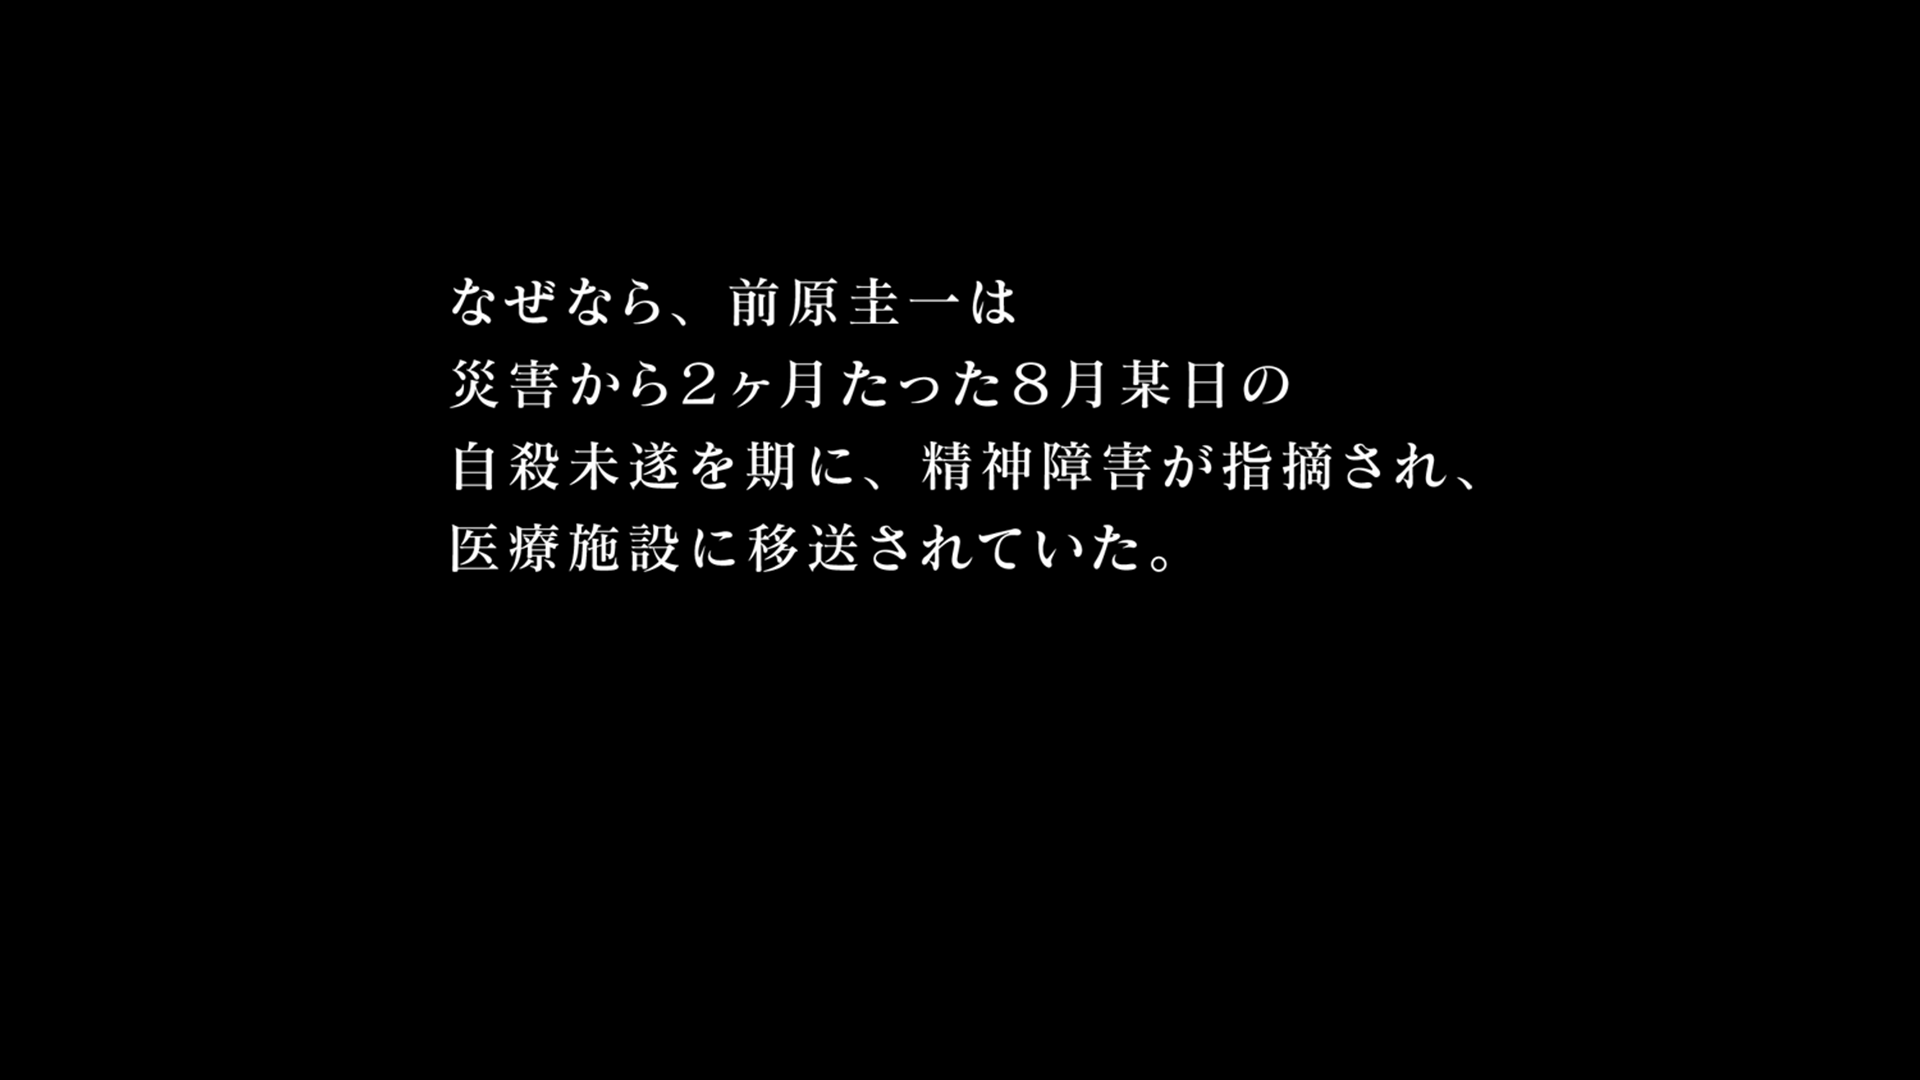 なぜなら、前原圭一は
災害から2ヶ月たった8月某日の
自殺未遂を期に、精神障害が指摘され、
医療施設に移送されていた。